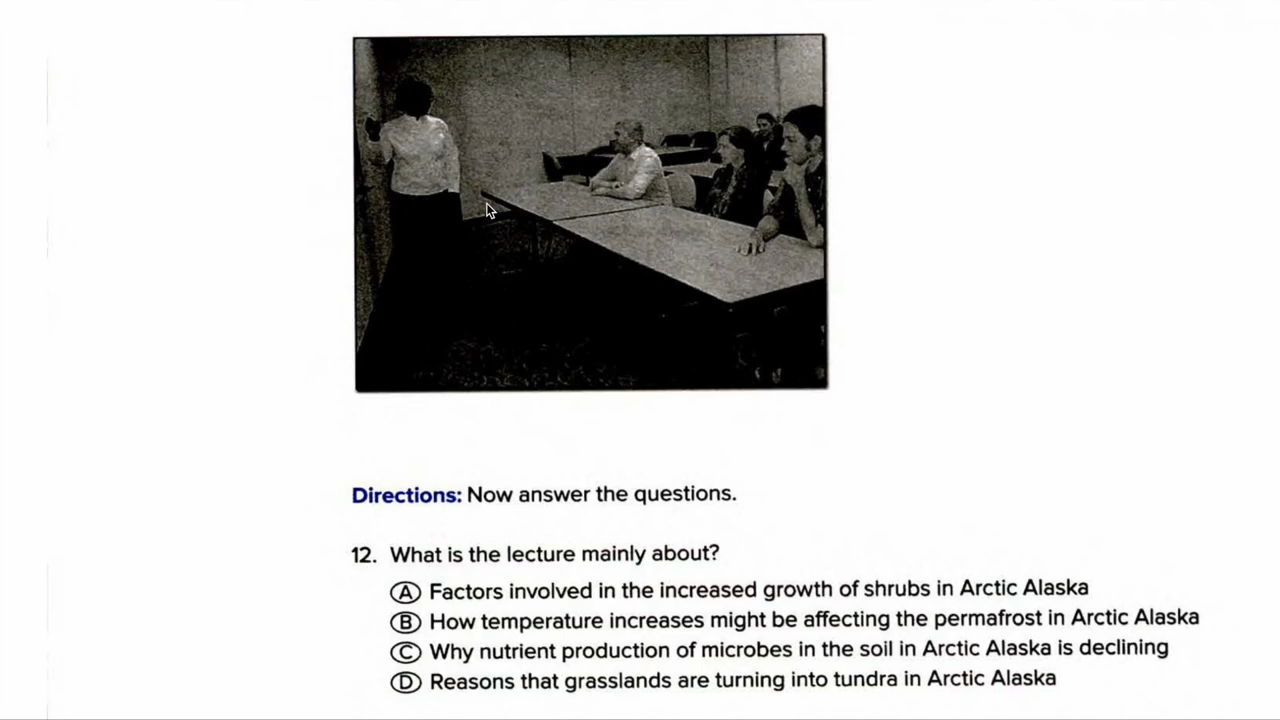 Directions: Now answer the questions.
12. What is the lecture mainly about?
A Factors involved in the increased growth of shrubs in Arctic Alaska
B How temperature increases might be affecting the permafrost in Arctic Alaska
C Why nutrient production of microbes in the soil in Arctic Alaska is declining
D Reasons that grasslands are turning into tundra in Arctic Alaska